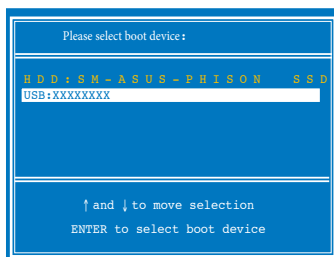 Please select boot device:
HDD:SM-ASUS-PHISON SSD
USB:XXXXXXXX
↑ and ↓ to move selection
ENTER to select boot device